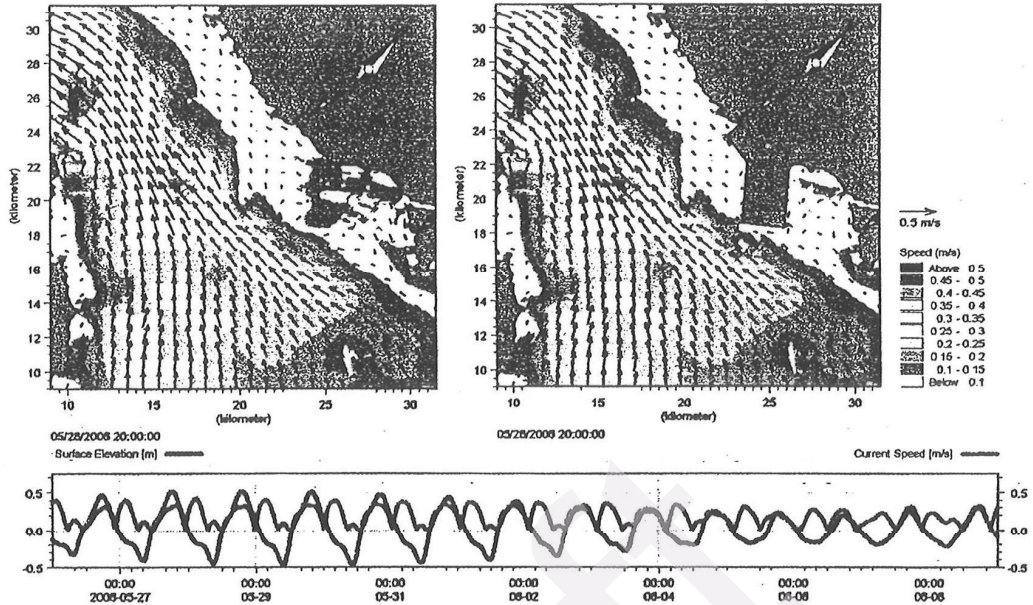 30
28
26
24
22
20
18
16
14
12
10
(kilometer)
10 15 20 25 30
(kilometer)
05/28/2006 20:00:00
30
28
26
24
22
20
18
16
14
12
10
(kilometer)
10 15 20 25 30
(kilometer)
05/28/2006 20:00:00
0.5 m/s
Speed (m/s)
Above 0.5
0.45 - 0.5
0.4 - 0.45
0.35 - 0.4
0.3 - 0.35
0.25 - 0.3
0.2 - 0.25
0.15 - 0.2
0.1 - 0.15
Below 0.1
Surface Elevation [m]
Current Speed [m/s]
0.5
0.0
-0.5
0.5
0.0
-0.5
00:00 00:00 00:00 00:00 00:00 00:00 00:00
2006-05-27 05-29 05-31 06-02 06-04 06-06 06-08